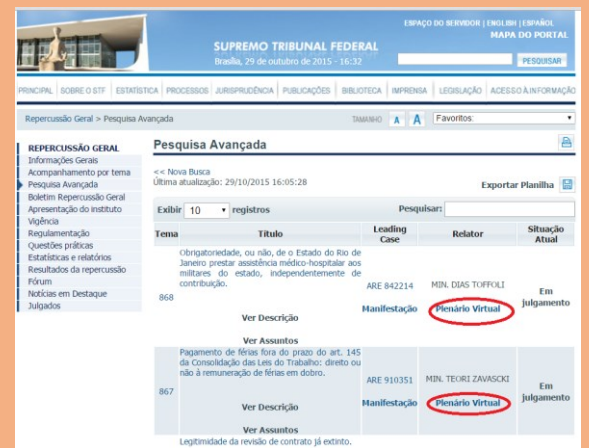 ESPAÇO DO SERVIDOR | ENGLISH | ESPAÑOL
MAPA DO PORTAL
SUPREMO TRIBUNAL FEDERAL
Brasília, 29 de outubro de 2015 - 16:32
PESQUISAR
PRINCIPAL | SOBRE O STF | ESTATÍSTICA | PROCESSOS | JURISPRUDÊNCIA | PUBLICAÇÕES | BIBLIOTECA | IMPRENSA | LEGISLAÇÃO | ACESSO À INFORMAÇÃO
Repercussão Geral > Pesquisa Avançada
TAMANHO A A Favoritos:
REPERCUSSÃO GERAL
Informações Gerais
Acompanhamento por tema
Pesquisa Avançada
Boletim Repercussão Geral
Apresentação do instituto
Vigência
Regulamentação
Questões práticas
Estatísticas e relatórios
Resultados da repercussão
Fórum
Notícias em Destaque
Julgados
Pesquisa Avançada
<< Nova Busca
Última atualização: 29/10/2015 16:05:28
Exportar Planilha
Exibir 10 registros
Pesquisar:
Tema Título Leading Case Relator Situação Atual
868
Obrigatoriedade, ou não, de o Estado do Rio de
Janeiro prestar assistência médico-hospitalar aos
militares do estado, independentemente de
contribuição.
Ver Descrição
Ver Assuntos
ARE 842214
Manifestação
MIN. DIAS TOFFOLI
Plenário Virtual
Em
julgamento
867
Pagamento de férias fora do prazo do art. 145
da Consolidação das Leis do Trabalho: direito ou
não à remuneração de férias em dobro.
Ver Descrição
Ver Assuntos
ARE 910351
Manifestação
MIN. TEORI ZAVASCKI
Plenário Virtual
Em
julgamento
Legitimidade da revisão de contrato já extinto.